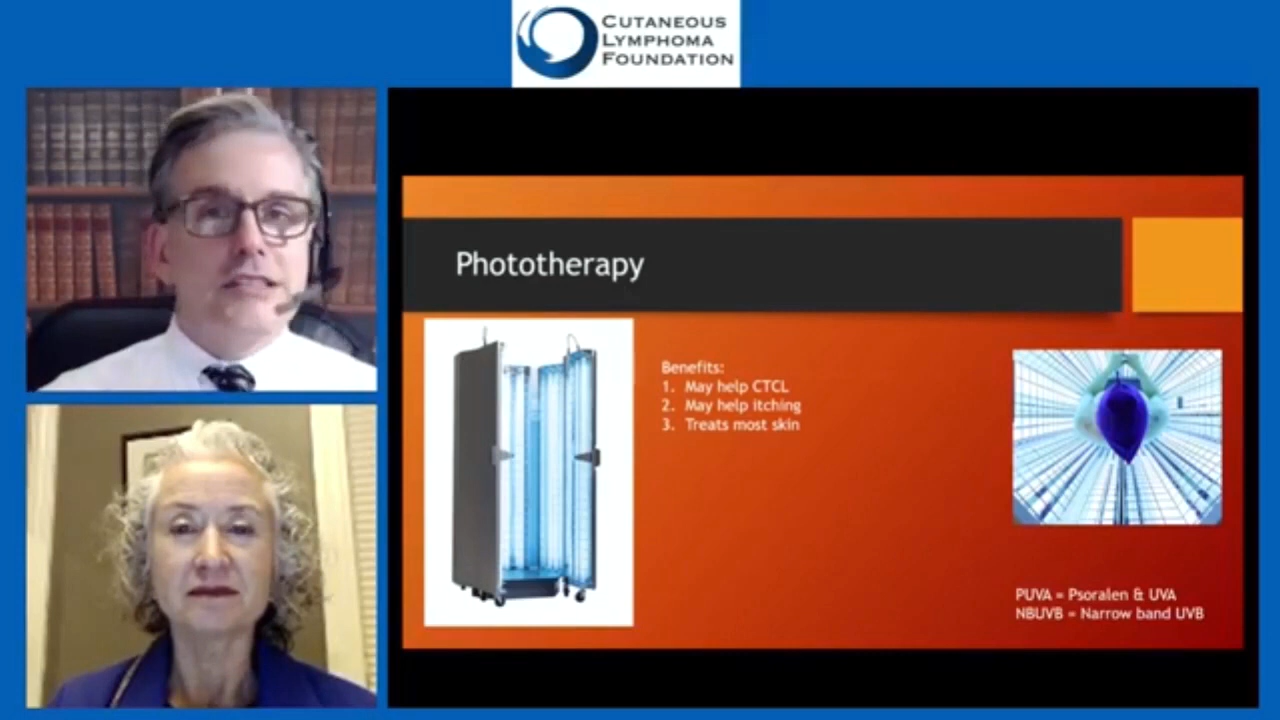 CUTANEOUS
LYMPHOMA
FOUNDATION
Phototherapy
Benefits:
1. May help CTCL
2. May help itching
3. Treats most skin
PUVA = Psoralen & UVA
NBUVB = Narrow band UVB